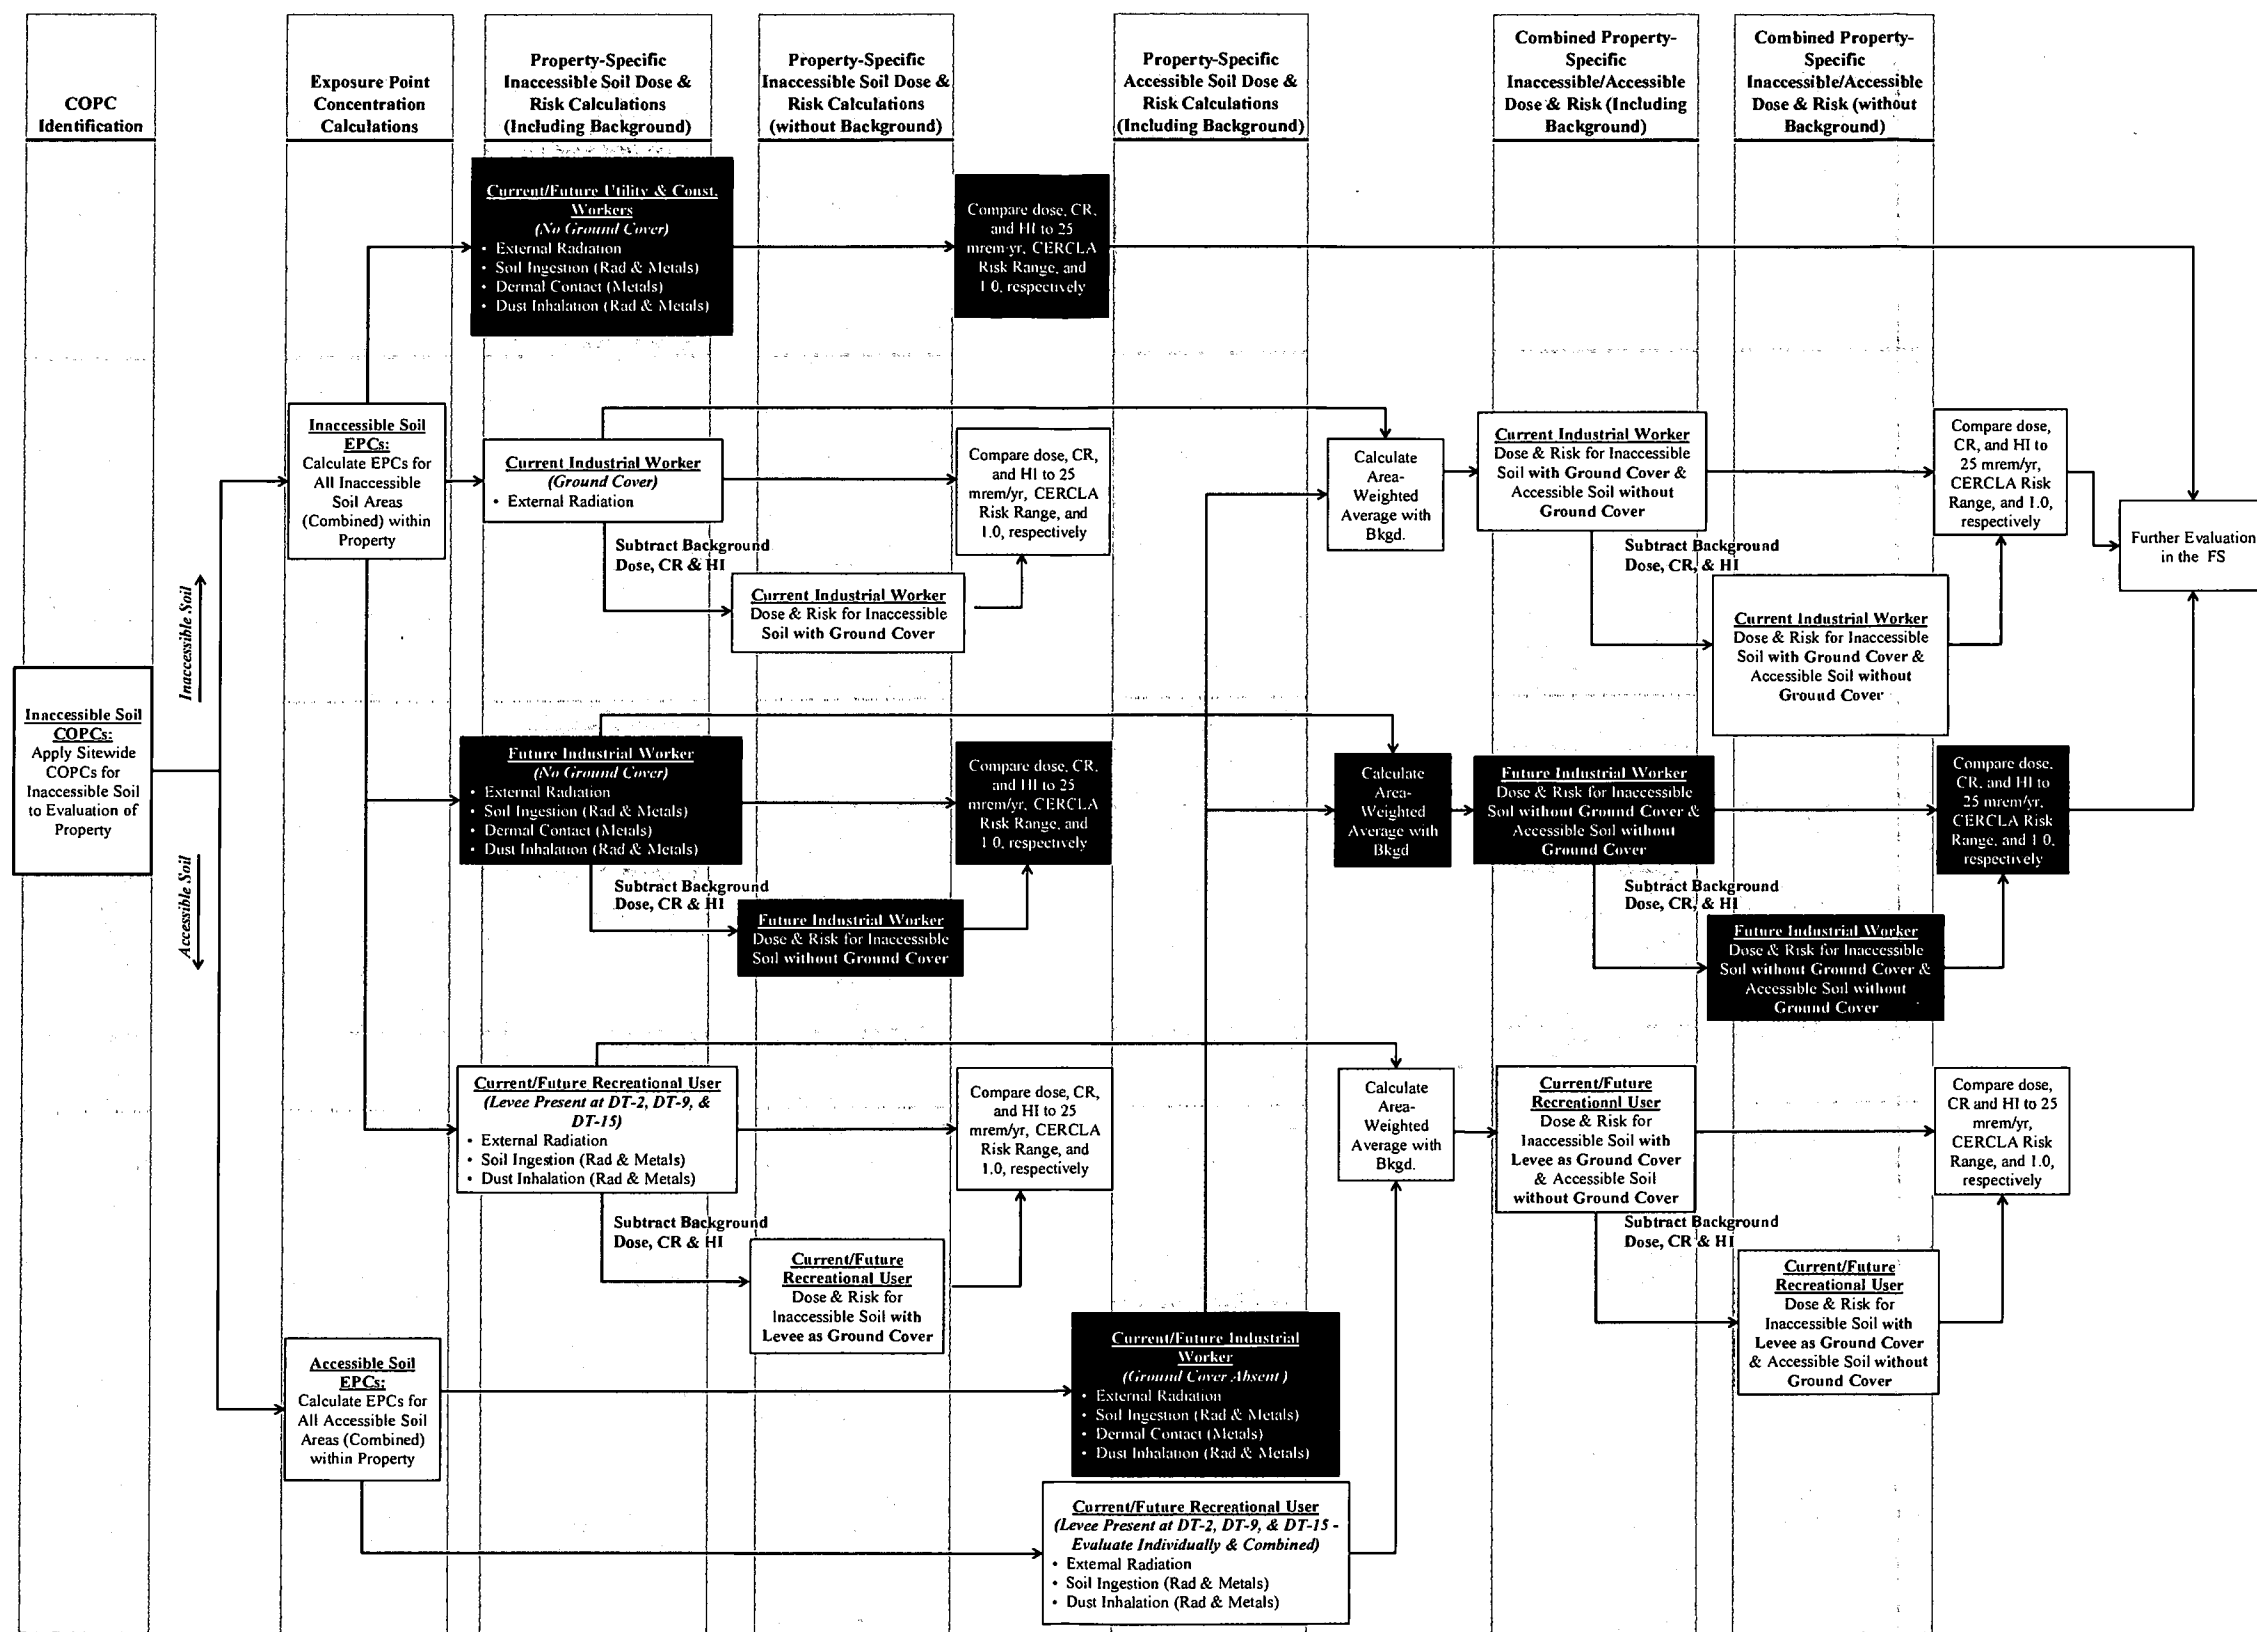 COPC
Identification
Exposure Point
Concentration
Calculations
Property-Specific
Inaccessible Soil Dose &
Risk Calculations
(Including Background)
Property-Specific
Inaccessible Soil Dose &
Risk Calculations
(without Background)
Property-Specific
Accessible Soil Dose &
Risk Calculations
(Including Background)
Combined Property-
Specific
Inaccessible/Accessible
Dose & Risk (Including
Background)
Combined Property-
Specific
Inaccessible/Accessible
Dose & Risk (without
Background)
Current/Future Utility & Const.
Workers
(No Ground Cover)
• External Radiation
• Soil Ingestion (Rad & Metals)
• Dermal Contact (Metals)
• Dust Inhalation (Rad & Metals)
Compare dose, CR,
and HI to 25
mrem/yr, CERCLA
Risk Range, and
1.0, respectively
Inaccessible Soil
EPCs:
Calculate EPCs for
All Inaccessible
Soil Areas
(Combined) within
Property
Current Industrial Worker
(Ground Cover)
• External Radiation
Compare dose, CR,
and HI to 25
mrem/yr, CERCLA
Risk Range, and
1.0, respectively
Subtract Background
Dose, CR & HI
Current Industrial Worker
Dose & Risk for Inaccessible
Soil with Ground Cover
Calculate
Area-
Weighted
Average with
Bkgd.
Current Industrial Worker
Dose & Risk for Inaccessible
Soil with Ground Cover &
Accessible Soil without
Ground Cover
Compare dose,
CR, and HI to
25 mrem/yr,
CERCLA Risk
Range, and 1.0,
respectively
Further Evaluation
in the FS
Subtract Background
Dose, CR, & HI
Current Industrial Worker
Dose & Risk for Inaccessible
Soil with Ground Cover &
Accessible Soil without
Ground Cover
Inaccessible Soil
Inaccessible Soil
COPCs:
Apply Sitewide
COPCs for
Inaccessible Soil
to Evaluation of
Property
Accessible Soil
Future Industrial Worker
(No Ground Cover)
• External Radiation
• Soil Ingestion (Rad & Metals)
• Dermal Contact (Metals)
• Dust Inhalation (Rad & Metals)
Compare dose, CR,
and HI to 25
mrem/yr, CERCLA
Risk Range, and
1.0, respectively
Subtract Background
Dose, CR & HI
Future Industrial Worker
Dose & Risk for Inaccessible
Soil without Ground Cover
Calculate
Area-
Weighted
Average with
Bkgd
Future Industrial Worker
Dose & Risk for Inaccessible
Soil without Ground Cover &
Accessible Soil without
Ground Cover
Compare dose,
CR, and HI to
25 mrem/yr,
CERCLA Risk
Range, and 1.0,
respectively
Subtract Background
Dose, CR, & HI
Future Industrial Worker
Dose & Risk for Inaccessible
Soil without Ground Cover &
Accessible Soil without
Ground Cover
Current/Future Recreational User
(Levee Present at DT-2, DT-9, &
DT-15)
• External Radiation
• Soil Ingestion (Rad & Metals)
• Dust Inhalation (Rad & Metals)
Compare dose, CR,
and HI to 25
mrem/yr, CERCLA
Risk Range, and
1.0, respectively
Subtract Background
Dose, CR & HI
Current/Future
Recreational User
Dose & Risk for
Inaccessible Soil with
Levee as Ground Cover
Calculate
Area-
Weighted
Average with
Bkgd.
Current/Future
Recreationnl User
Dose & Risk for
Inaccessible Soil with
Levee as Ground Cover
& Accessible Soil
without Ground Cover
Compare dose,
CR and HI to 25
mrem/yr,
CERCLA Risk
Range, and 1.0,
respectively
Subtract Background
Dose, CR & HI
Current/Future
Recreational User
Dose & Risk for
Inaccessible Soil with
Levee as Ground Cover
& Accessible Soil without
Ground Cover
Accessible Soil
EPCs:
Calculate EPCs for
All Accessible Soil
Areas (Combined)
within Property
Current/Future Industrial
Worker
(Ground Cover Absent)
• External Radiation
• Soil Ingestion (Rad & Metals)
• Dermal Contact (Metals)
• Dust Inhalation (Rad & Metals)
Current/Future Recreational User
(Levee Present at DT-2, DT-9, & DT-15 -
Evaluate Individually & Combined)
• External Radiation
• Soil Ingestion (Rad & Metals)
• Dust Inhalation (Rad & Metals)